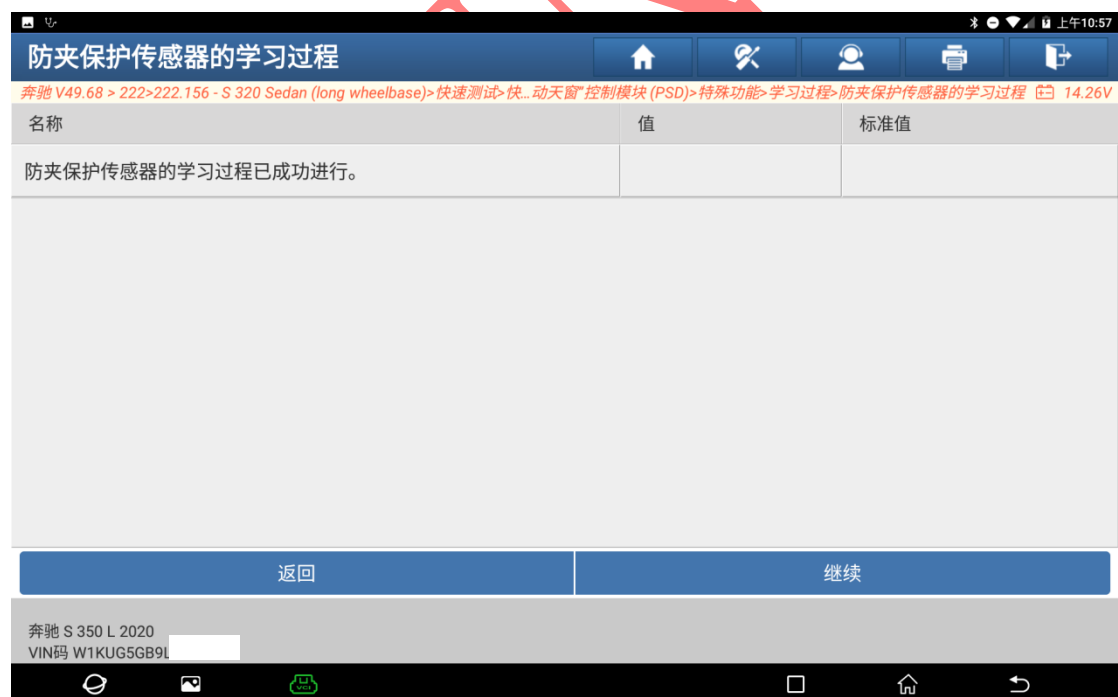 上午10:57
防夹保护传感器的学习过程
奔驰 V49.68 > 222>222.156 - S 320 Sedan (long wheelbase)>快速测试>快...动天窗"控制模块 (PSD)>特殊功能>学习过程>防夹保护传感器的学习过程 14.26V
名称 值 标准值
防夹保护传感器的学习过程已成功进行。
返回 继续
奔驰 S 350 L 2020
VIN码 W1KUG5GB9L
VCI